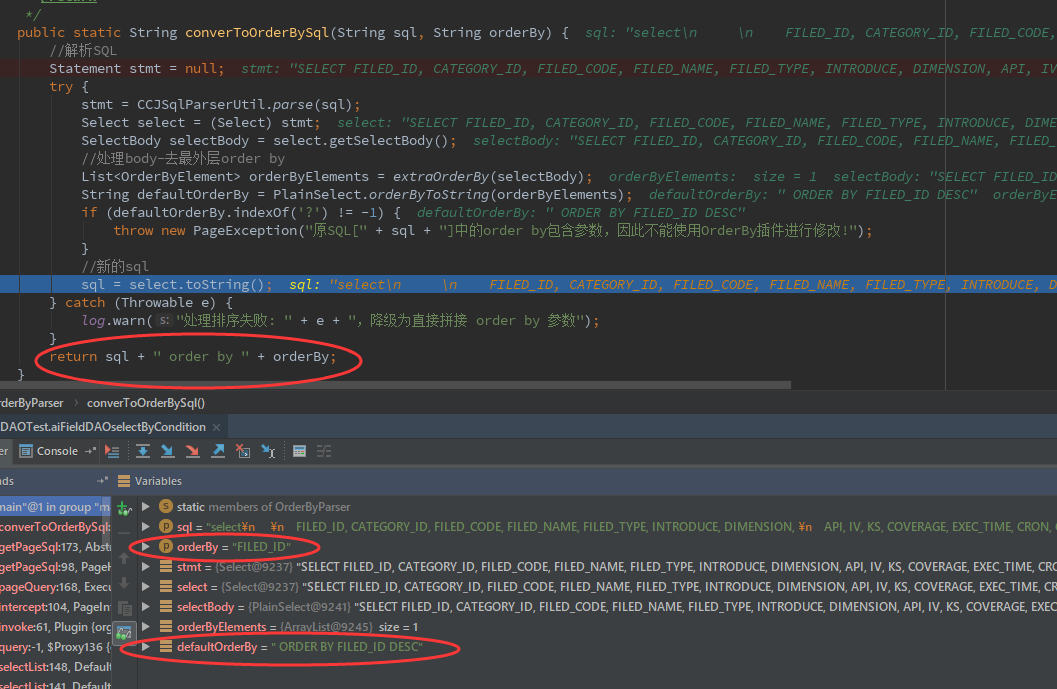 */
public static String converToOrderBySql(String sql, String orderBy) { sql: "select\n \n FILED_ID, CATEGORY_ID, FILED_CODE,
//解析SQL
Statement stmt = null; stmt: "SELECT FILED_ID, CATEGORY_ID, FILED_CODE, FILED_NAME, FILED_TYPE, INTRODUCE, DIMENSION, API, IV
try {
stmt = CCJSqlParserUtil.parse(sql);
Select select = (Select) stmt; select: "SELECT FILED_ID, CATEGORY_ID, FILED_CODE, FILED_NAME, FILED_TYPE, INTRODUCE, DIME
SelectBody selectBody = select.getSelectBody(); selectBody: "SELECT FILED_ID, CATEGORY_ID, FILED_CODE, FILED_NAME, FILED_
//处理body-去最外层order by
List<OrderByElement> orderByElements = extraOrderBy(selectBody); orderByElements: size = 1 selectBody: "SELECT FILED_ID
String defaultOrderBy = PlainSelect.orderByToString(orderByElements); defaultOrderBy: " ORDER BY FILED_ID DESC" orderByE
if (defaultOrderBy.indexOf('?') != -1) { defaultOrderBy: " ORDER BY FILED_ID DESC"
throw new PageException("原SQL[" + sql + "]中的order by包含参数，因此不能使用OrderBy插件进行修改!");
}
//新的sql
sql = select.toString(); sql: "select\n \n FILED_ID, CATEGORY_ID, FILED_CODE, FILED_NAME, FILED_TYPE, INTRODUCE, D
} catch (Throwable e) {
log.warn( s: "处理排序失败: " + e + "，降级为直接拼接 order by 参数");
}
return sql + " order by " + orderBy;
}
rderByParser › converToOrderBySql()
DAOTest.aiFieldDAOselectByCondition ×
er Console
ds Variables
main"@1 in group "m static members of OrderByParser
converToOrderBySql: sql = "select¥n ¥n FILED_ID, CATEGORY_ID, FILED_CODE, FILED_NAME, FILED_TYPE, INTRODUCE, DIMENSION, ¥n API, IV, KS, COVERAGE, EXEC_TIME, CRON,
getPageSql:173, Abst orderBy = "FILED_ID"
getPageSql:98, PageH stmt = {Select@9237} "SELECT FILED_ID, CATEGORY_ID, FILED_CODE, FILED_NAME, FILED_TYPE, INTRODUCE, DIMENSION, API, IV, KS, COVERAGE, EXEC_TIME, CRO
pageQuery:168, Execu select = {Select@9237} "SELECT FILED_ID, CATEGORY_ID, FILED_CODE, FILED_NAME, FILED_TYPE, INTRODUCE, DIMENSION, API, IV, KS, COVERAGE, EXEC_TIME, CR
intercept:104, PageIn selectBody = {PlainSelect@9241} "SELECT FILED_ID, CATEGORY_ID, FILED_CODE, FILED_NAME, FILED_TYPE, INTRODUCE, DIMENSION, API, IV, KS, COVERAGE, EXEC
invoke:61, Plugin {org orderByElements = {ArrayList@9245} size = 1
query:-1, $Proxy136 { defaultOrderBy = " ORDER BY FILED_ID DESC"
selectList:148, Default
selectList:141, Default